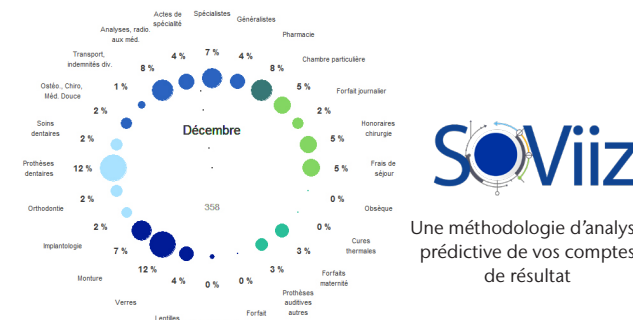 Spécialistes
Actes de
spécialité
Généralistes
Analyses, radio.
aux méd.
Pharmacie
Transport,
indemnités div.
Chambre particulière
Ostéo., Chiro,
Méd. Douce
Forfait journalier
Soins
dentaires
Honoraires
chirurgie
Prothèses
dentaires
Frais de
séjour
Orthodontie
Obsèque
Implantologie
Cures
thermales
Monture
Forfaits
maternité
Verres
Prothèses
auditives
autres
Lentilles
Forfait
7 %
4 %
4 %
8 %
8 %
1 %
5 %
2 %
2 %
2 %
5 %
12 %
5 %
2 %
0 %
2 %
0 %
7 %
3 %
12 %
3 %
4 %
0 %
0 %
Décembre
358
SOViiz
Une méthodologie d'analys
prédictive de vos comptes
de résultat